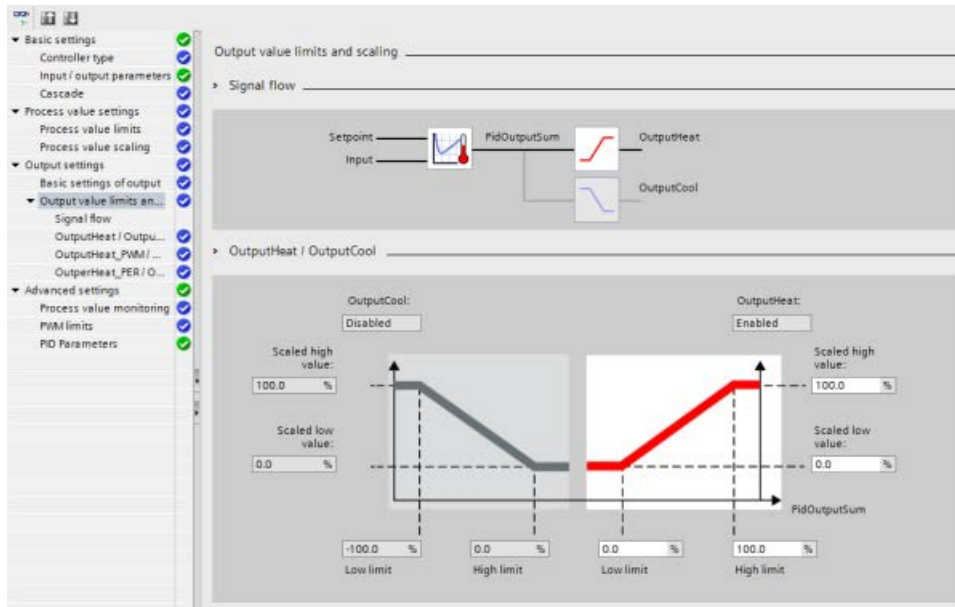 Basic settings
Controller type
Input / output parameters
Cascade
Process value settings
Process value limits
Process value scaling
Output settings
Basic settings of output
Output value limits an...
Signal flow
OutputHeat / Outpu...
OutputHeat_PWM / ...
OutperHeat_PER / O...
Advanced settings
Process value monitoring
PWM limits
PID Parameters
Output value limits and scaling
Signal flow
Setpoint
Input
PidOutputSum
OutputHeat
OutputCool
OutputHeat / OutputCool
OutputCool:
Disabled
OutputHeat:
Enabled
Scaled high
value:
100.0 %
Scaled low
value:
0.0 %
Scaled high
value:
100.0 %
Scaled low
value:
0.0 %
PidOutputSum
-100.0 %
0.0 %
0.0 %
100.0 %
Low limit
High limit
Low limit
High limit